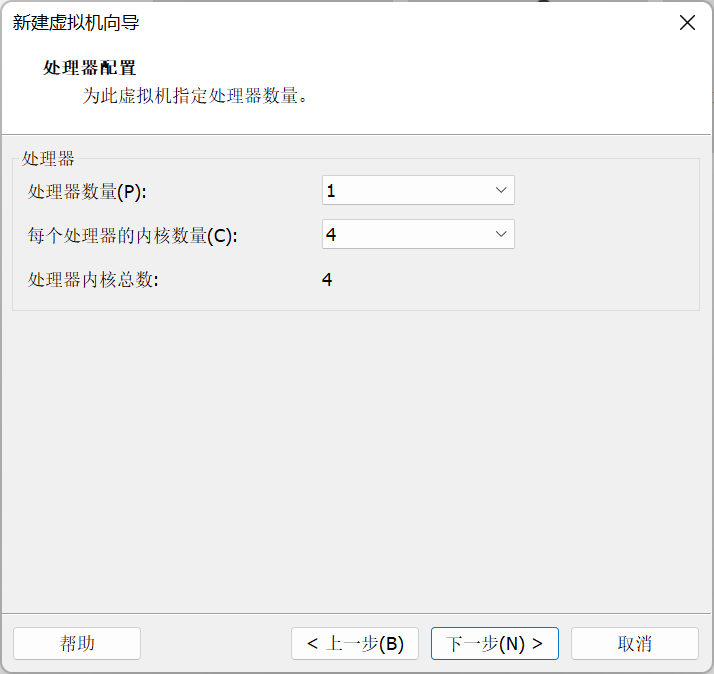 新建虚拟机向导
处理器配置
为此虚拟机指定处理器数量。
处理器
处理器数量(P): 1
每个处理器的内核数量(C): 4
处理器内核总数: 4
帮助 < 上一步(B) 下一步(N) > 取消